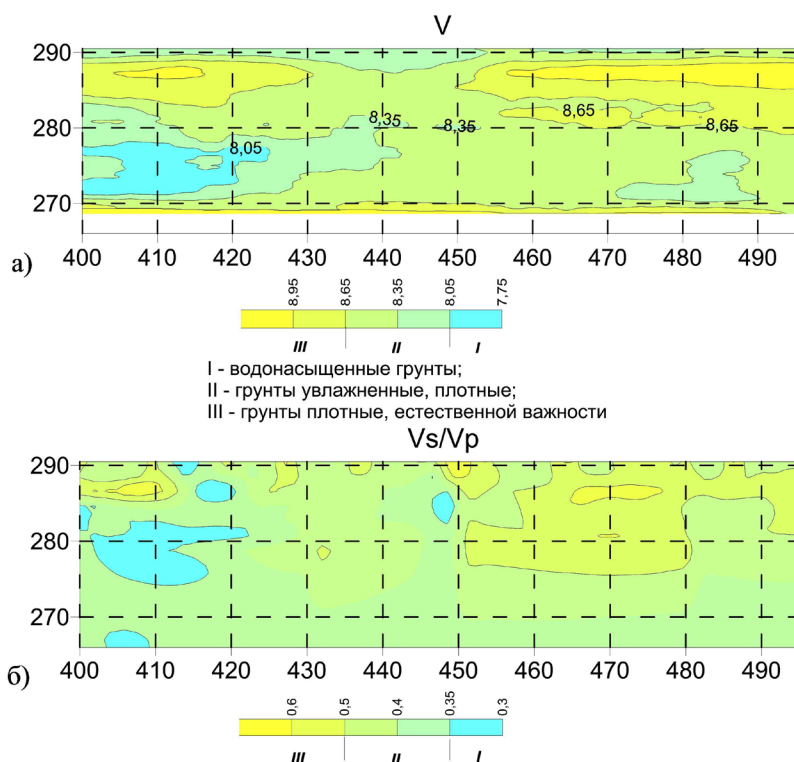 V
290
280
270
8,35
8,35
8,65
8,65
8,05
400 410 420 430 440 450 460 470 480 490
а)
8,95 8,65 8,35 8,05 7,75
III II I
I - водонасыщенные грунты;
II - грунты увлажненные, плотные;
III - грунты плотные, естественной важности
Vs/Vp
290
280
270
400 410 420 430 440 450 460 470 480 490
б)
0,6 0,5 0,4 0,35 0,3
III II I